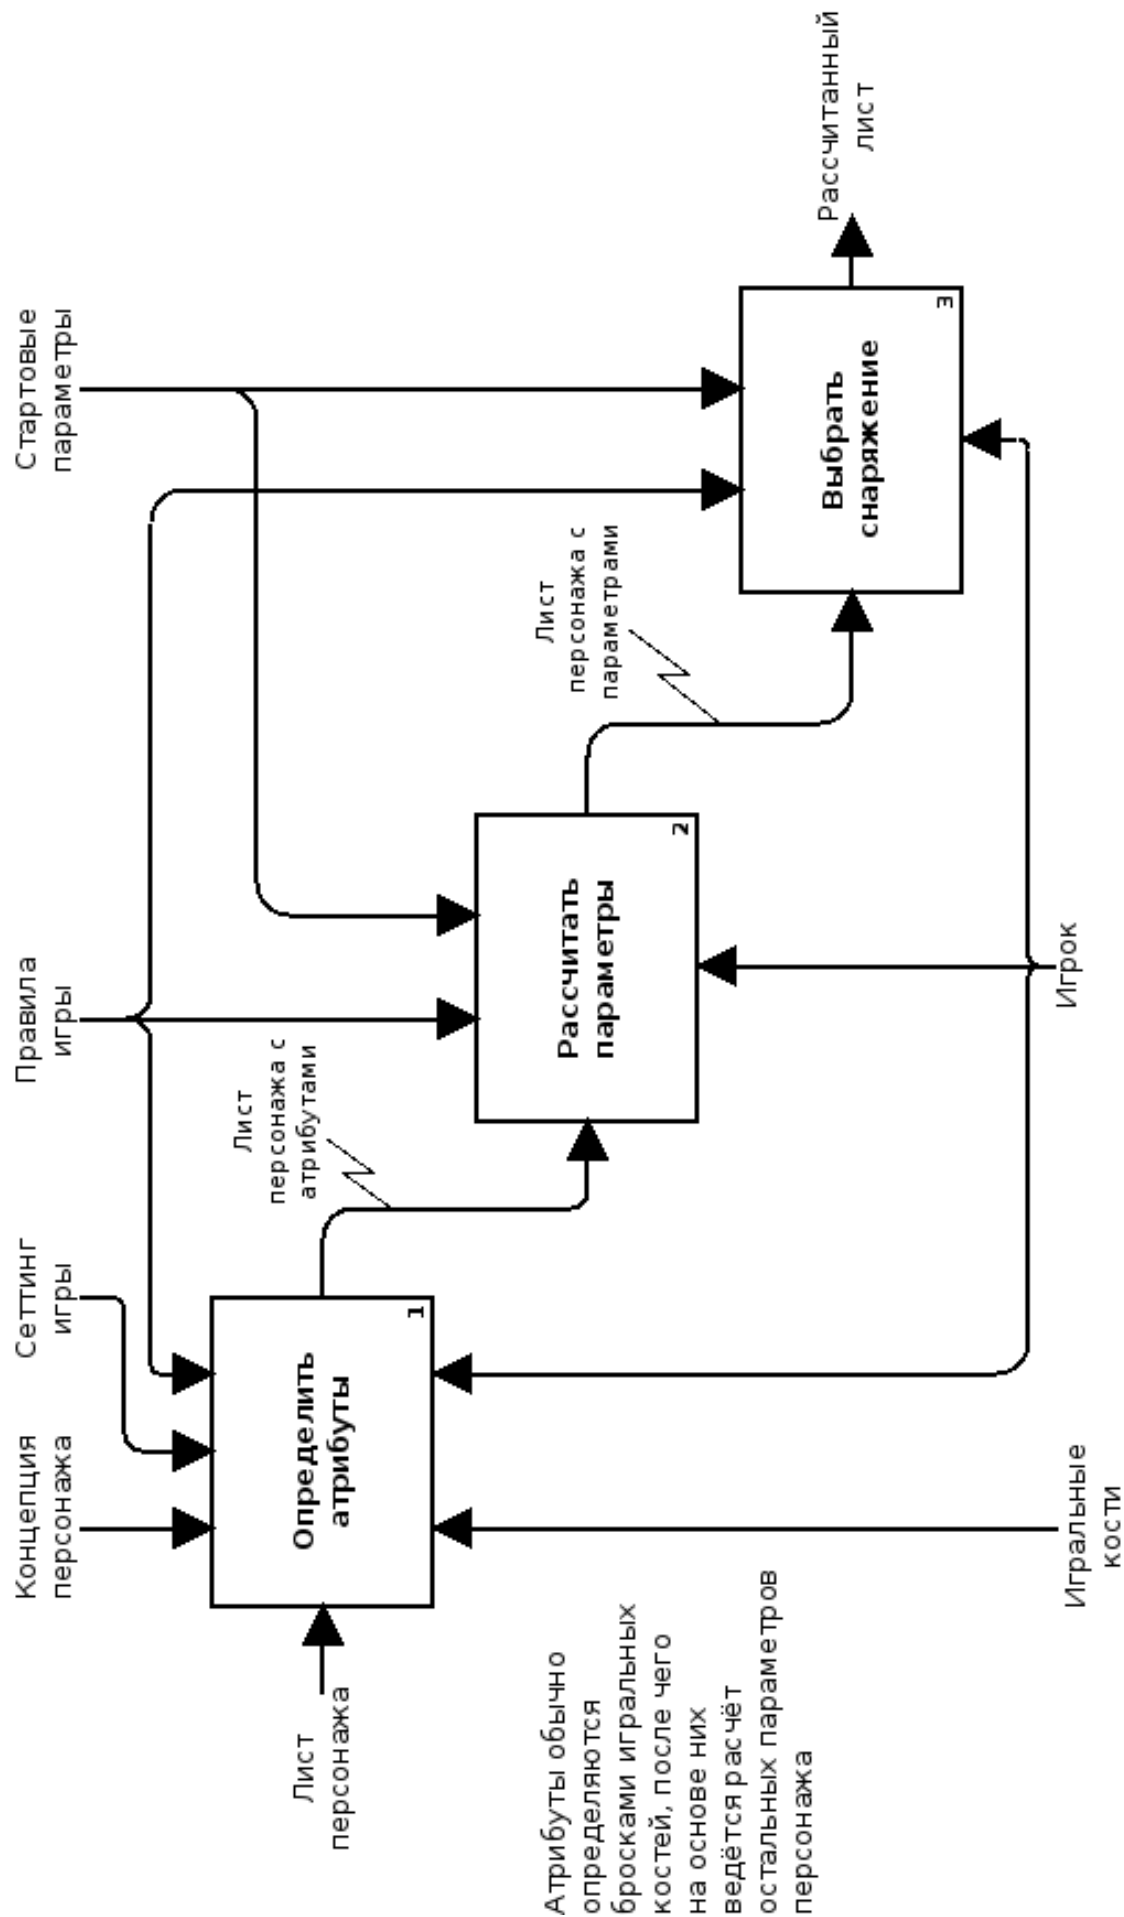 Концепция
персонажа
Сеттинг
игры
Правила
игры
Стартовые
параметры
Лист
персонажа
Определить
атрибуты
1
Лист
персонажа с
атрибутами
Рассчитать
параметры
2
Лист
персонажа с
параметрами
Выбрать
снаряжение
3
Рассчитанный
лист
Атрибуты обычно
определяются
бросками игральных
костей, после чего
на основе них
ведётся расчёт
остальных параметров
персонажа
Игральные
кости
Игрок